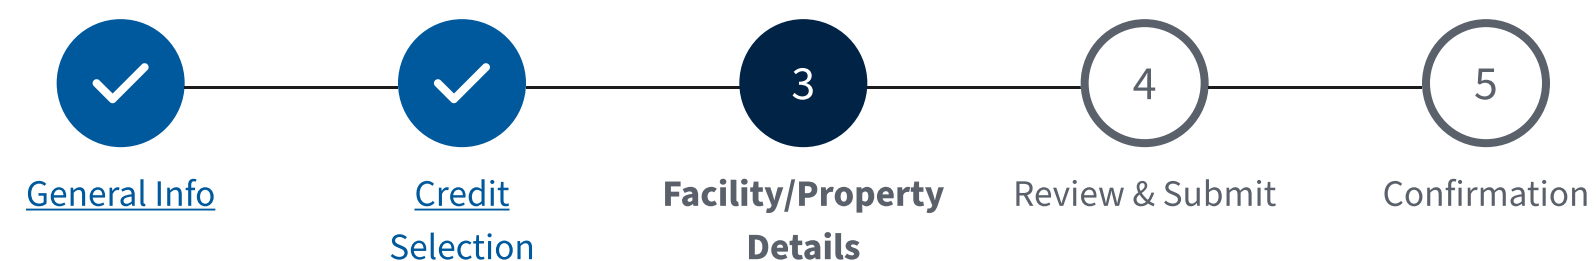 3
4
5
General Info
Credit
Selection
Facility/Property
Details
Review & Submit
Confirmation